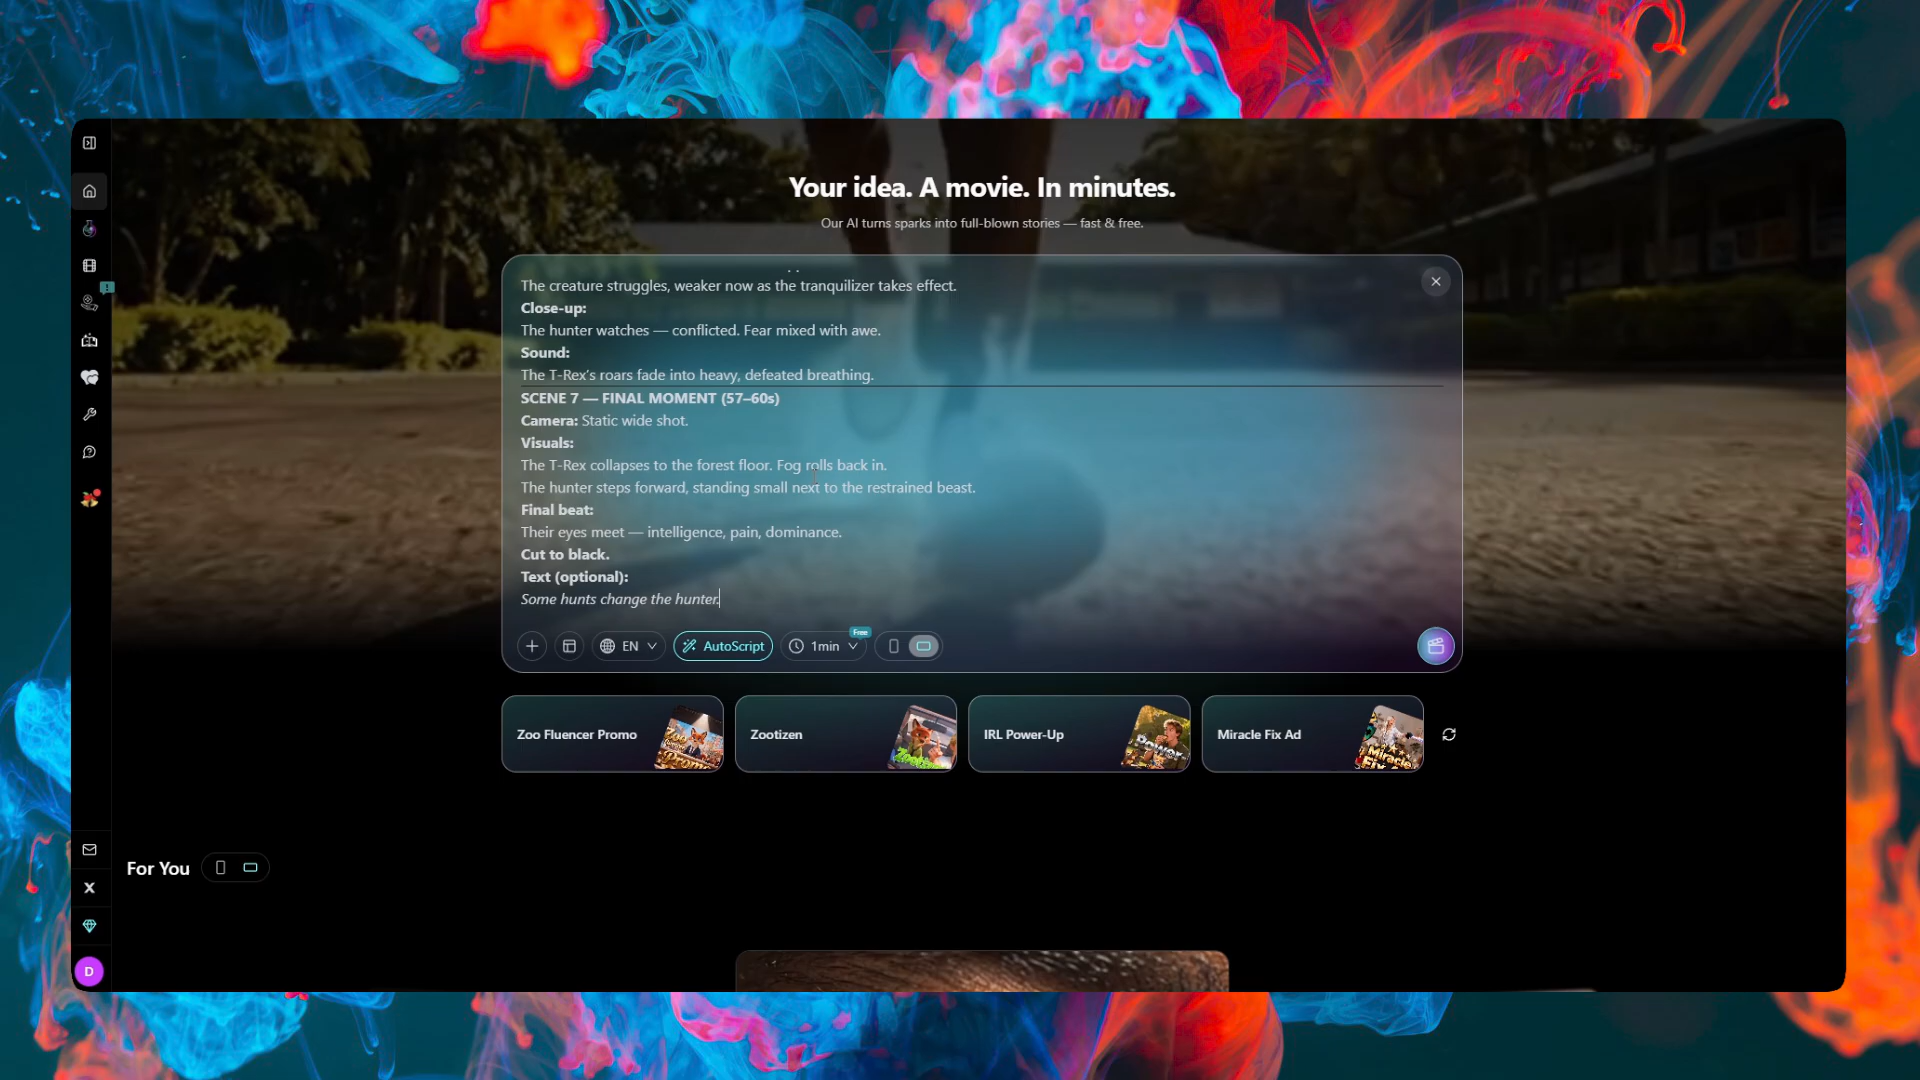 Your idea. A movie. In minutes.
Our AI turns sparks into full-blown stories — fast & free.
The creature struggles, weaker now as the tranquilizer takes effect.
Close-up:
The hunter watches — conflicted. Fear mixed with awe.
Sound:
The T-Rex's roars fade into heavy, defeated breathing.
SCENE 7 — FINAL MOMENT (57–60s)
Camera: Static wide shot.
Visuals:
The T-Rex collapses to the forest floor. Fog rolls back in.
The hunter steps forward, standing small next to the restrained beast.
Final beat:
Their eyes meet — intelligence, pain, dominance.
Cut to black.
Text (optional):
Some hunts change the hunter.
EN
AutoScript
1min
Free
Zoo Fluencer Promo
Zootizen
IRL Power-Up
Miracle Fix Ad
For You
X
D